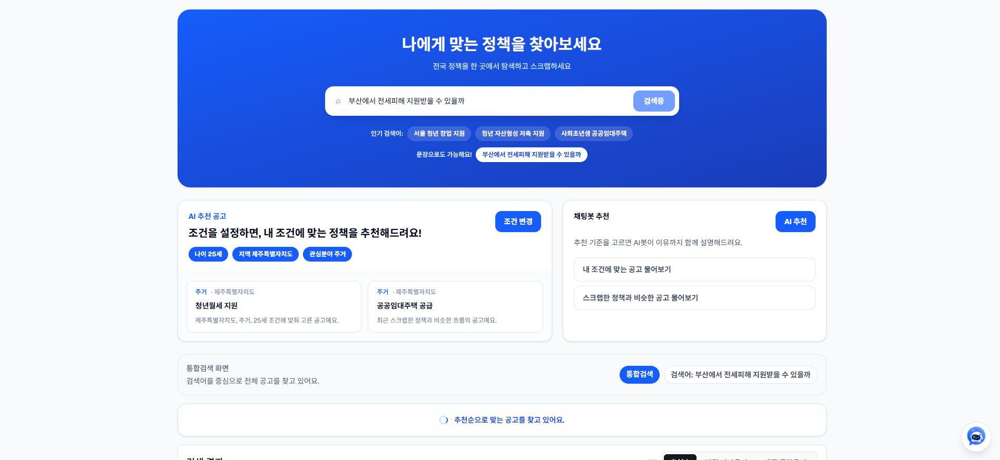 나에게 맞는 정책을 찾아보세요
전국 정책을 한 곳에서 탐색하고 스크랩하세요
부산에서 전세피해 지원받을 수 있을까
검색중
인기 검색어: 서울 청년 창업 지원 청년 자산형성 저축 지원 사회초년생 공공임대주택
문장으로도 가능해요! 부산에서 전세피해 지원받을 수 있을까
AI 추천 공고
조건을 설정하면, 내 조건에 맞는 정책을 추천해드려요!
조건 변경
나이 25세 지역 제주특별자치도 관심분야 주거
주거 · 제주특별자치도
청년월세 지원
제주특별자치도, 주거, 25세 조건에 맞춰 고른 공고예요.
주거 · 제주특별자치도
공공임대주택 공급
최근 스크랩한 정책과 비슷한 흐름의 공고예요.
채팅봇 추천
AI 추천
추천 기준을 고르면 AI봇이 이유까지 함께 설명해드려요.
내 조건에 맞는 공고 물어보기
스크랩한 정책과 비슷한 공고 물어보기
통합검색 화면
검색어를 중심으로 전체 공고를 찾고 있어요.
통합검색 검색어: 부산에서 전세피해 지원받을 수 있을까
추천순으로 맞는 공고를 찾고 있어요.